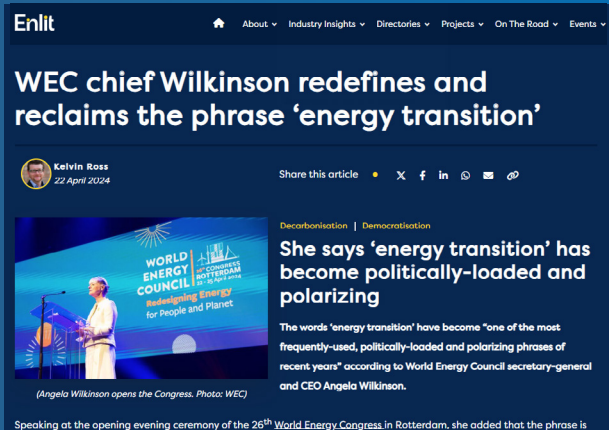 Enlit
About Industry Insights Directories Projects On The Road Events
WEC chief Wilkinson redefines and
reclaims the phrase ‘energy transition’
Kelvin Ross
22 April 2024
Share this article
WORLD
ENERGY
COUNCIL
26TH CONGRESS
ROTTERDAM
22 - 25 April 2024
Redesigning Energy
for People and Planet
(Angela Wilkinson opens the Congress. Photo: WEC)
Decarbonisation | Democratisation
She says ‘energy transition’ has
become politically-loaded and
polarizing
The words ‘energy transition’ have become “one of the most
frequently-used, politically-loaded and polarizing phrases of
recent years” according to World Energy Council secretary-general
and CEO Angela Wilkinson.
Speaking at the opening evening ceremony of the 26th World Energy Congress in Rotterdam, she added that the phrase is